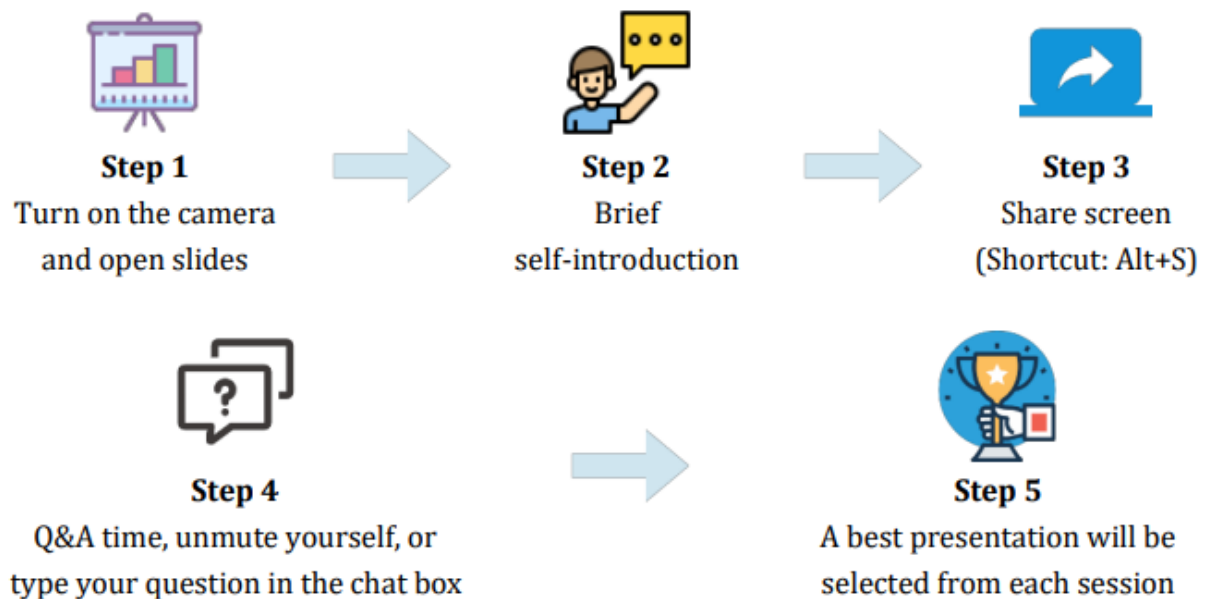 Step 1
Turn on the camera
and open slides
Step 2
Brief
self-introduction
Step 3
Share screen
(Shortcut: Alt+S)
Step 4
Q&A time, unmute yourself, or
type your question in the chat box
Step 5
A best presentation will be
selected from each session